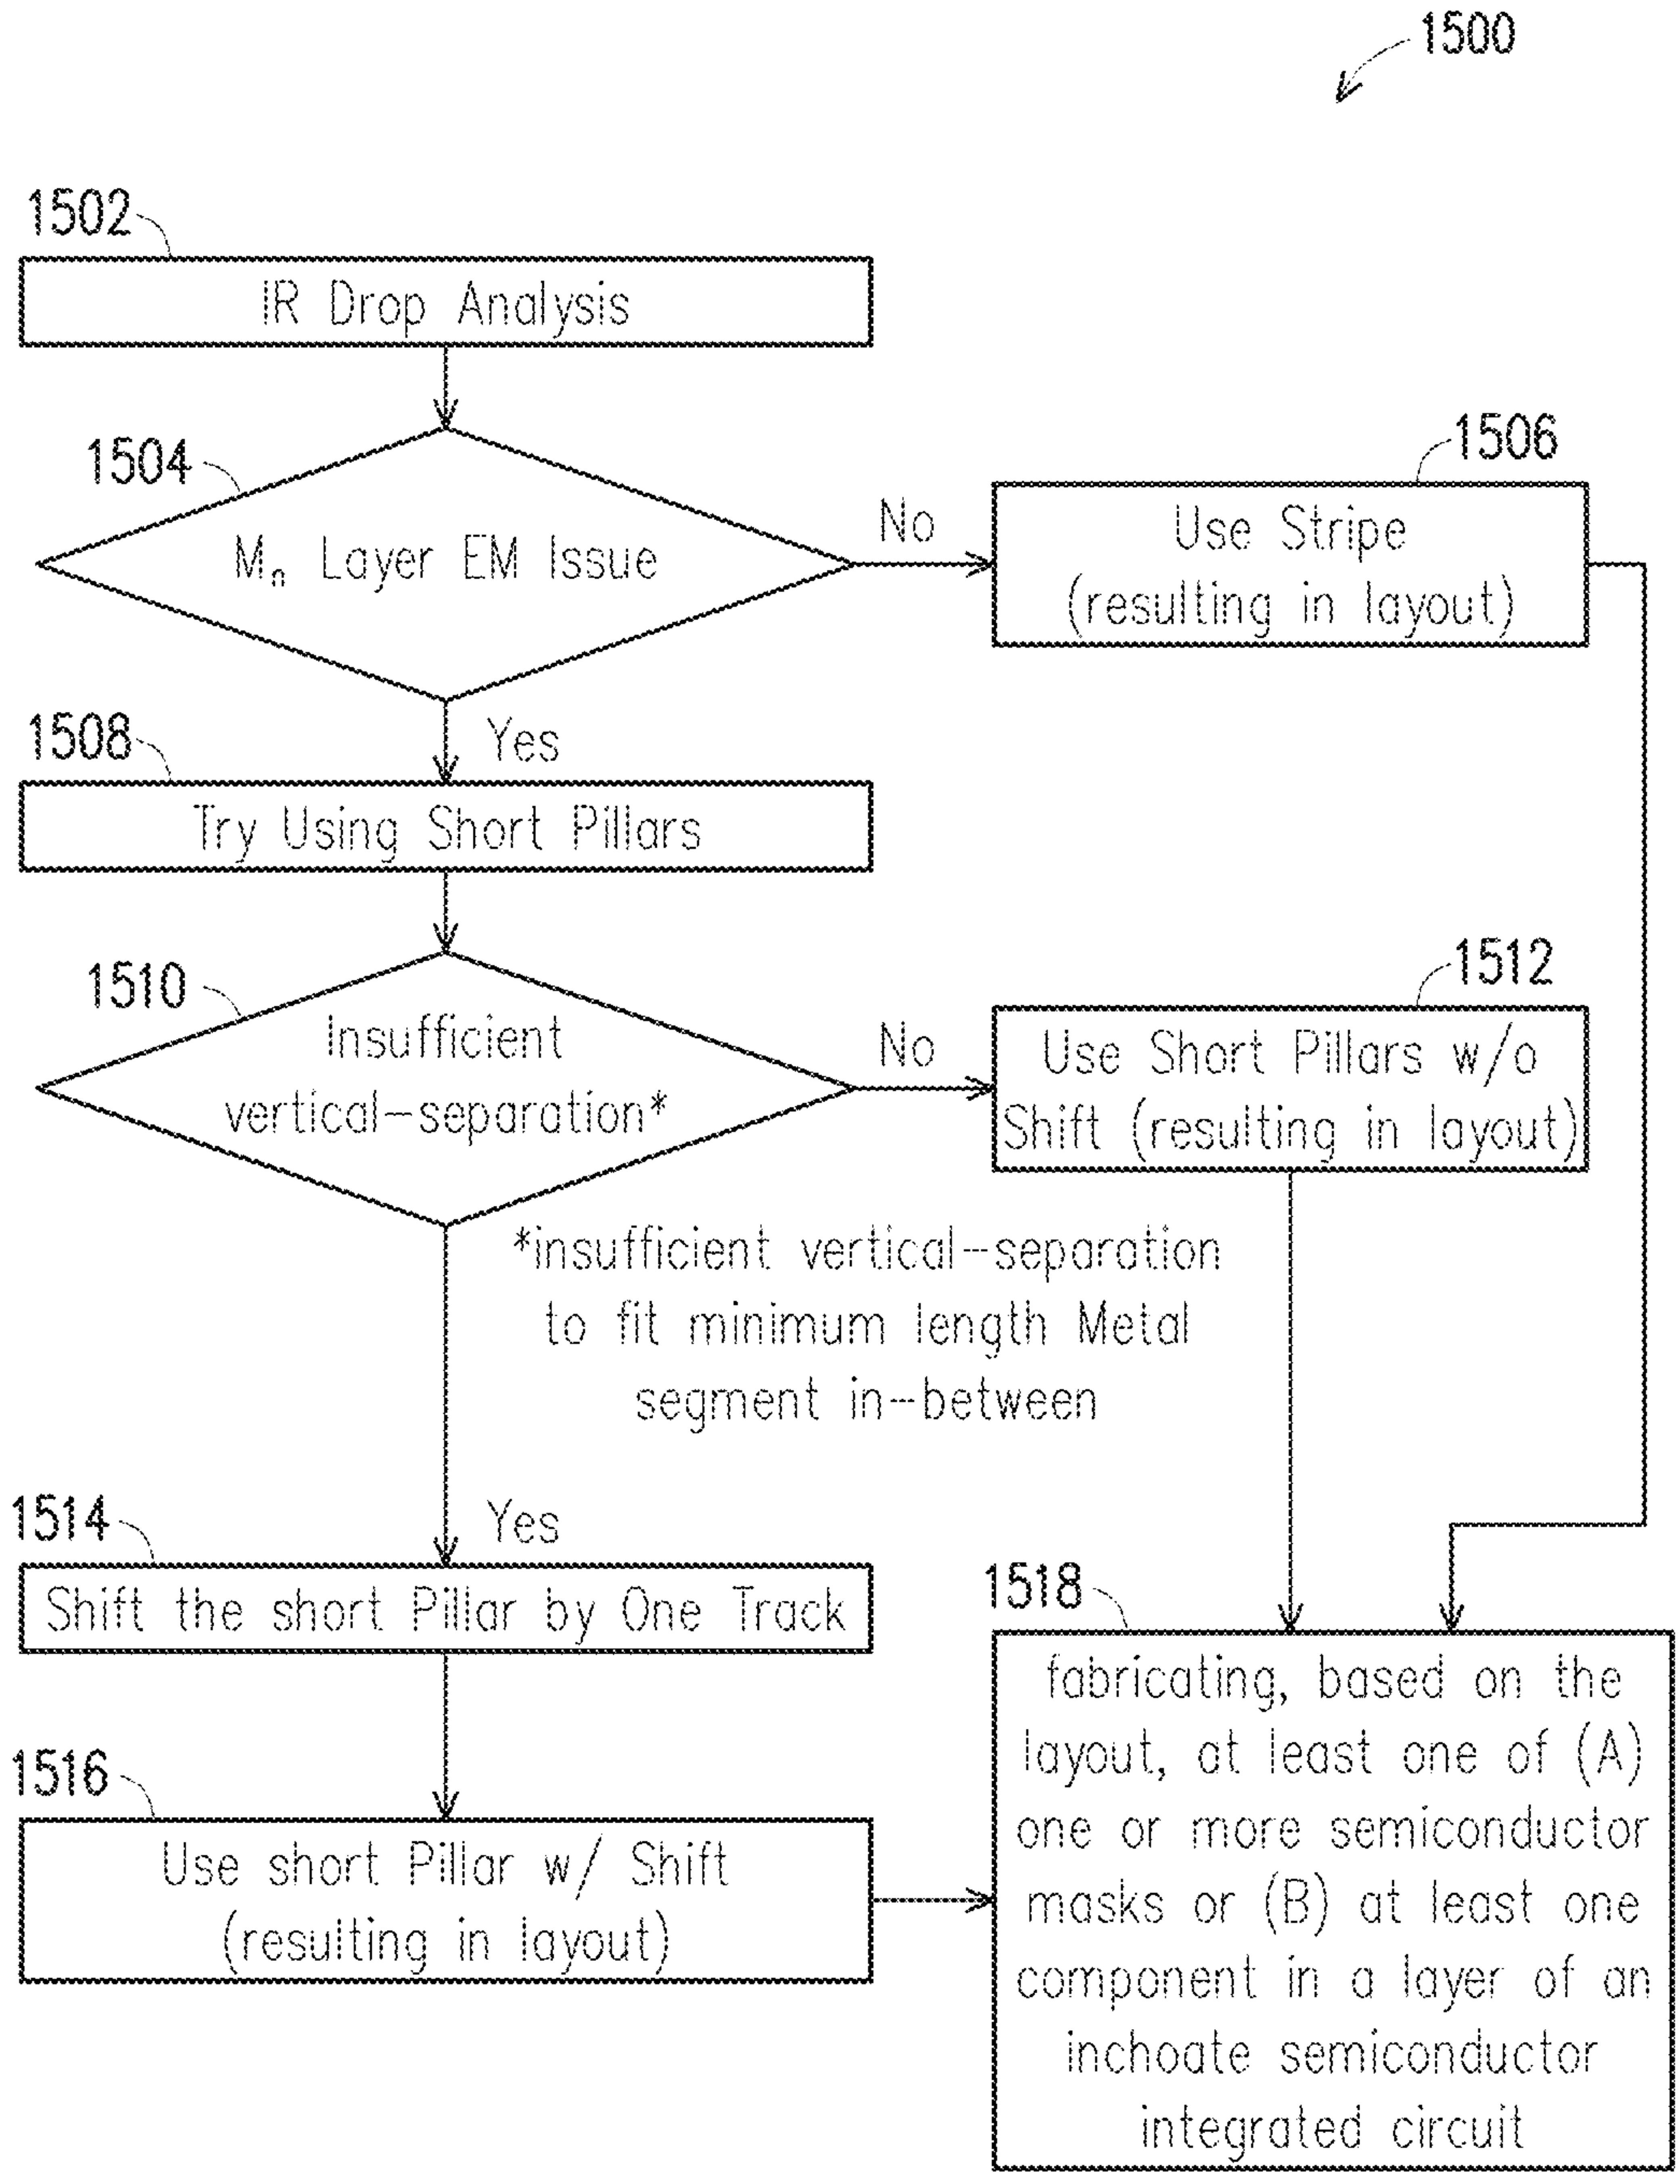 1500
1502
IR Drop Analysis
1504
Mn Layer EM Issue
No
1506
Use Stripe
(resulting in layout)
Yes
1508
Try Using Short Pillars
1510
Insufficient
vertical-separation*
No
1512
Use Short Pillars w/o
Shift (resulting in layout)
*insufficient vertical-separation
to fit minimum length Metal
segment in-between
Yes
1514
Shift the short Pillar by One Track
1516
Use short Pillar w/ Shift
(resulting in layout)
1518
fabricating, based on the
layout, at least one of (A)
one or more semiconductor
masks or (B) at least one
component in a layer of an
inchoate semiconductor
integrated circuit